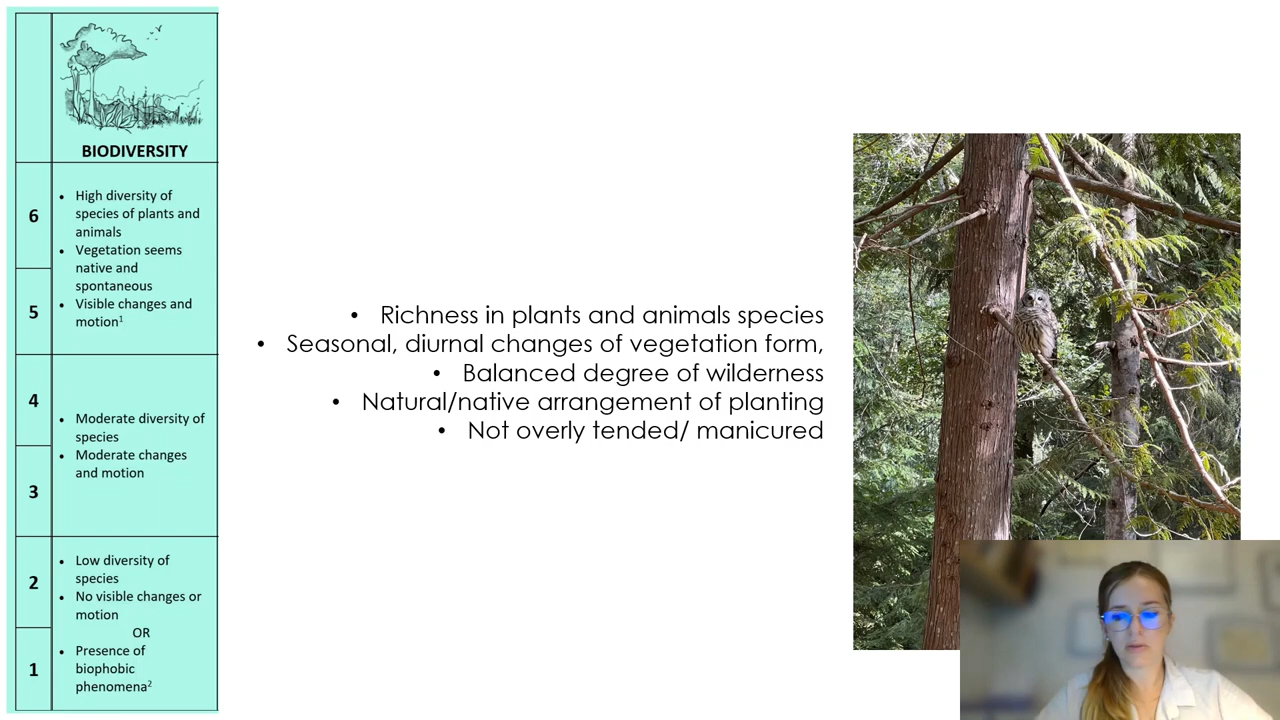 BIODIVERSITY
6
• High diversity of
species of plants and
animals
• Vegetation seems
native and
spontaneous
5
• Visible changes and
motion¹
4
• Moderate diversity of
species
• Moderate changes
and motion
3
2
• Low diversity of
species
• No visible changes or
motion
OR
1
• Presence of
biophobic
phenomena²
• Richness in plants and animals species
• Seasonal, diurnal changes of vegetation form,
• Balanced degree of wilderness
• Natural/native arrangement of planting
• Not overly tended/ manicured